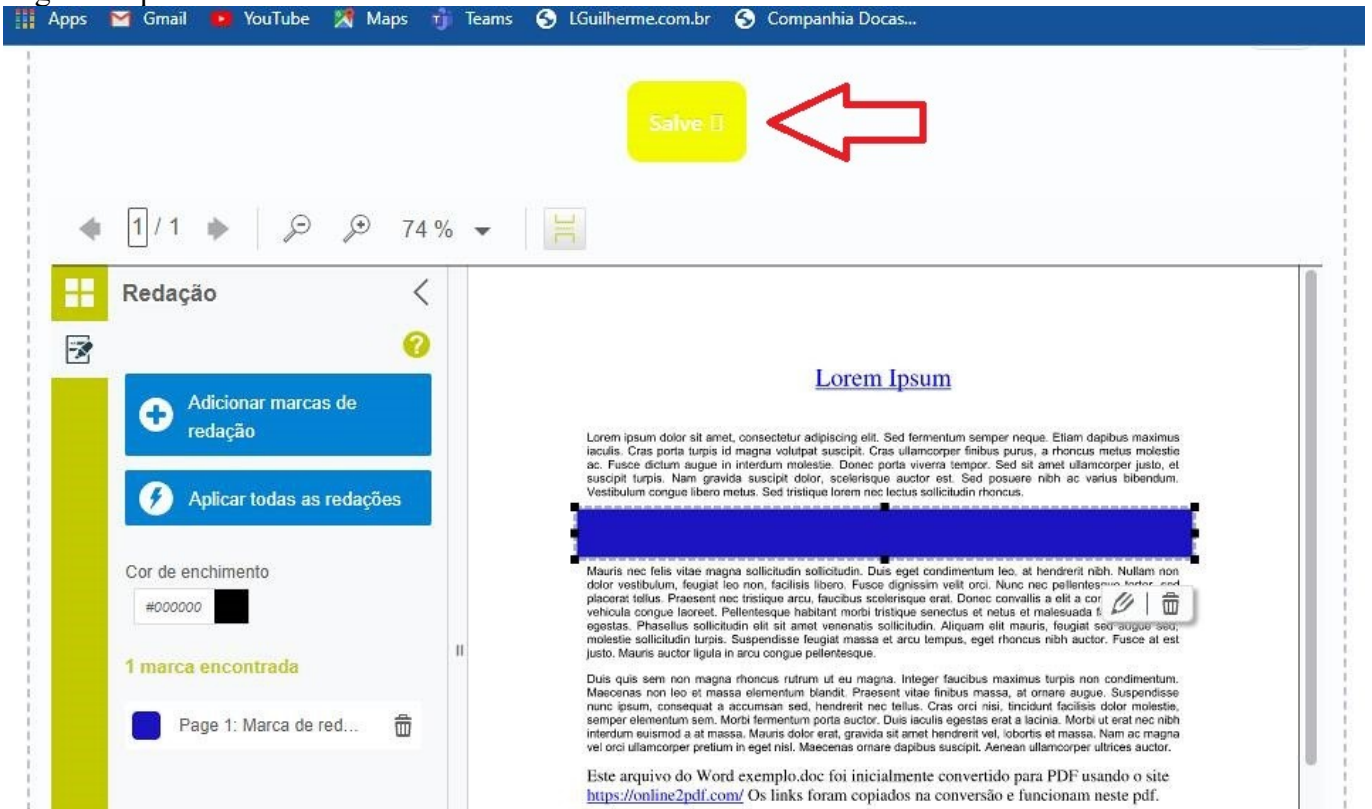 Apps Gmail YouTube Maps Teams LGuilherme.com.br Companhia Docas...
Salve
1 / 1 74 %
Redação
Adicionar marcas de
redação
Aplicar todas as redações
Cor de enchimento
#000000
1 marca encontrada
Page 1: Marca de red...
Lorem Ipsum
Lorem ipsum dolor sit amet, consectetur adipiscing elit. Sed fermentum semper neque. Etiam dapibus maximus
iaculis. Cras porta turpis id magna volutpat suscipit. Cras ullamcorper finibus purus, a rhoncus metus molestie
ac. Fusce dictum augue in interdum molestie. Donec porta viverra tempor. Sed sit amet ullamcorper justo, et
suscipit turpis. Nam gravida suscipit dolor, scelerisque auctor est. Sed posuere nibh ac varius bibendum.
Vestibulum congue libero metus. Sed tristique lorem nec lectus sollicitudin rhoncus.
Mauris nec felis vitae magna sollicitudin sollicitudin. Duis eget condimentum leo, at hendrerit nibh. Nullam non
dolor vestibulum, feugiat leo non, facilisis libero. Fusce dignissim velit orci. Nunc nec pellentesque tortor, sed
placerat tellus. Praesent nec tristique arcu, faucibus scelerisque erat. Donec convallis a elit a
vehicula congue laoreet. Pellentesque habitant morbi tristique senectus et netus et malesuada
egestas. Phasellus sollicitudin elit sit amet venenatis sollicitudin. Aliquam elit mauris, feugiat sed augue sed,
molestie sollicitudin turpis. Suspendisse feugiat massa et arcu tempus, eget rhoncus nibh auctor. Fusce at est
justo. Mauris auctor ligula in arcu congue pellentesque.
Duis quis sem non magna rhoncus rutrum ut eu magna. Integer faucibus maximus turpis non condimentum.
Maecenas non leo et massa elementum blandit. Praesent vitae finibus massa, at ornare augue. Suspendisse
nunc ipsum, consequat a accumsan sed, hendrerit nec tellus. Cras orci nisi, tincidunt facilisis dolor molestie,
semper elementum sem. Morbi fermentum porta auctor. Duis iaculis egestas erat a lacinia. Morbi ut erat nec nibh
interdum euismod a at massa. Mauris dolor erat, gravida sit amet hendrerit vel, lobortis et massa. Nam ac magna
vel orci ullamcorper pretium in eget nisl. Maecenas ornare dapibus suscipit. Aenean ullamcorper ultrices auctor.
Este arquivo do Word exemplo.doc foi inicialmente convertido para PDF usando o site
https://online2pdf.com/ Os links foram copiados na conversão e funcionam neste pdf.